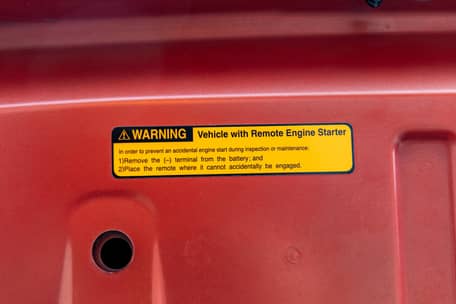 ⚠ WARNING Vehicle with Remote Engine Starter
In order to prevent an accidental engine start during inspection or maintenance:
1)Remove the (–) terminal from the battery; and
2)Place the remote where it cannot accidentally be engaged.